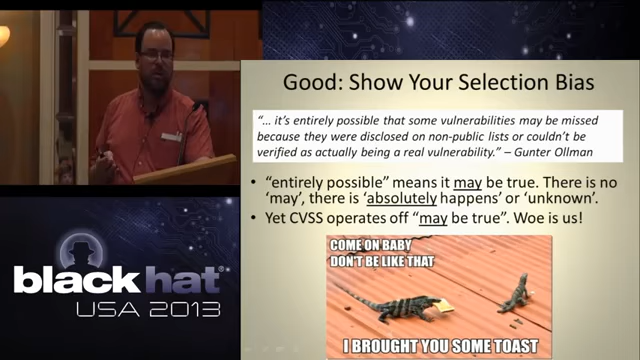 Good: Show Your Selection Bias
“... it's entirely possible that some vulnerabilities may be missed
because they were disclosed on non-public lists or couldn't be
verified as actually being a real vulnerability.” – Gunter Ollman
• “entirely possible” means it may be true. There is no
‘may’, there is ‘absolutely happens’ or ‘unknown’.
• Yet CVSS operates off “may be true”. Woe is us!
COME ON BABY
DON'T BE LIKE THAT
I BROUGHT YOU SOME TOAST
black hat®
USA 2013